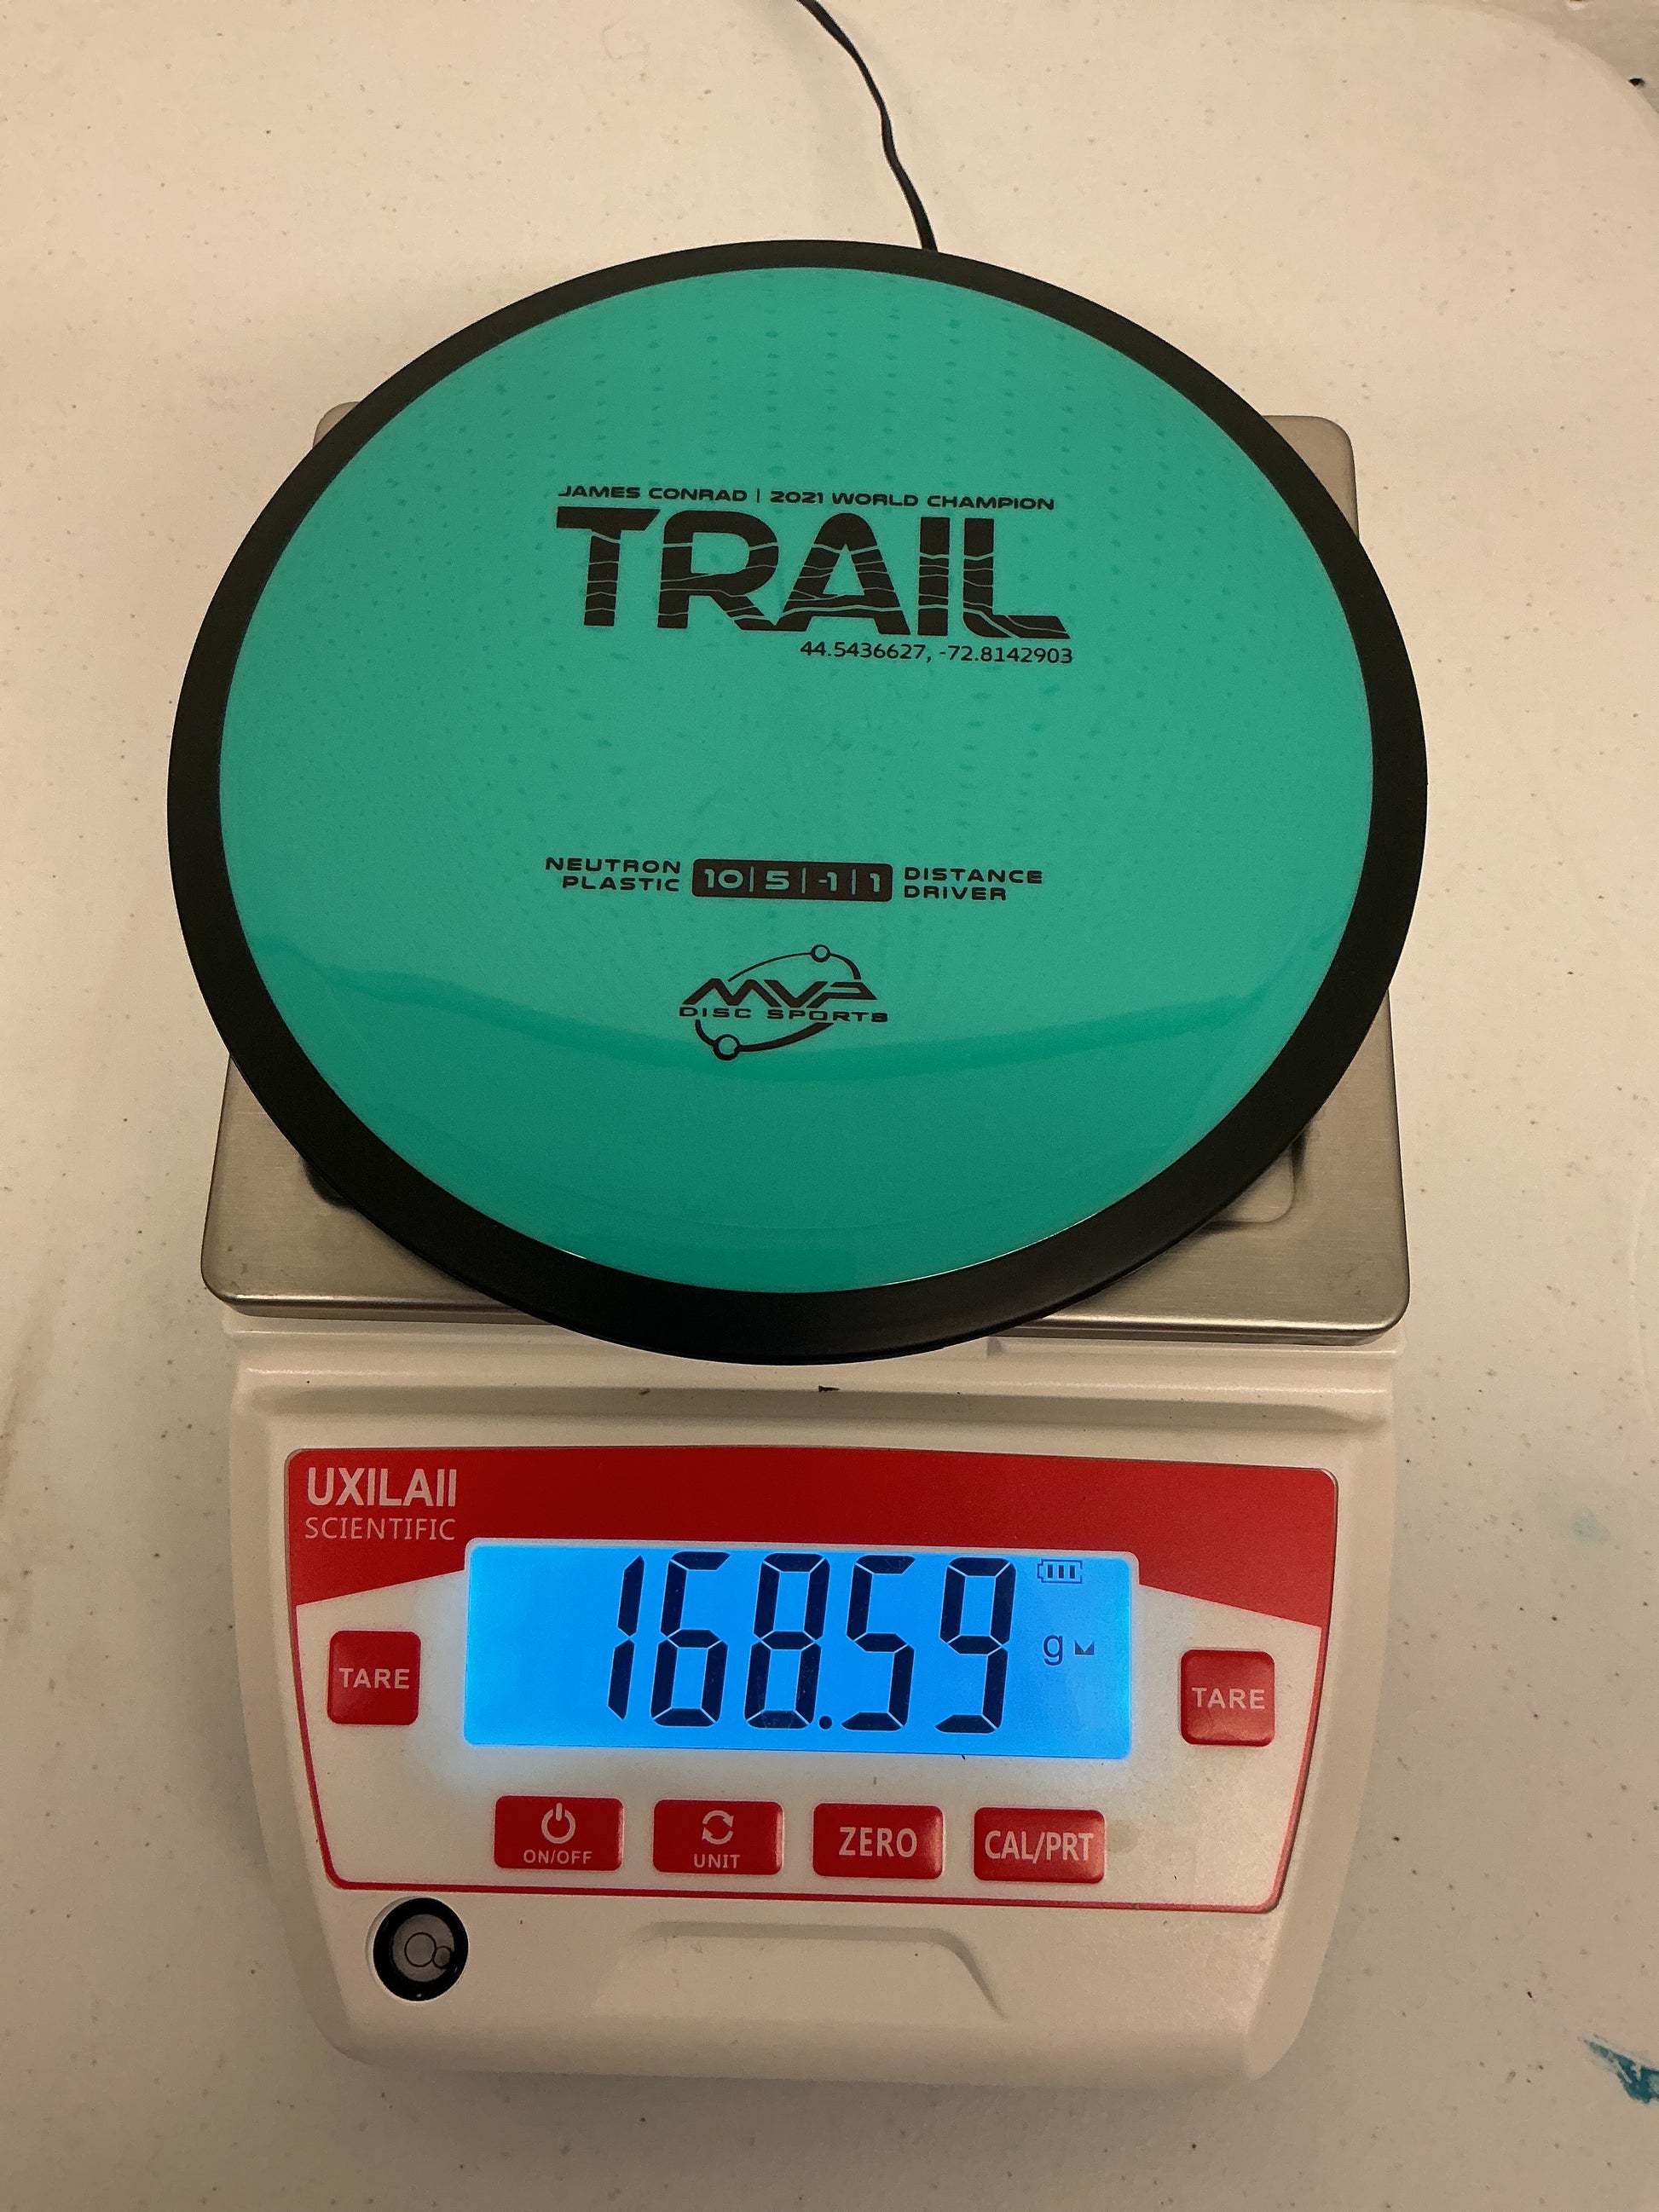 JAMES CONRAD | 2021 WORLD CHAMPION
TRAIL
44.5436627, -72.8142903
NEUTRON PLASTIC 10|5|-1|1 DISTANCE DRIVER
MVP
DISC SPORTS
UXILAII
SCIENTIFIC
168.59 g
TARE
TARE
ON/OFF
UNIT
ZERO
CAL/PRT